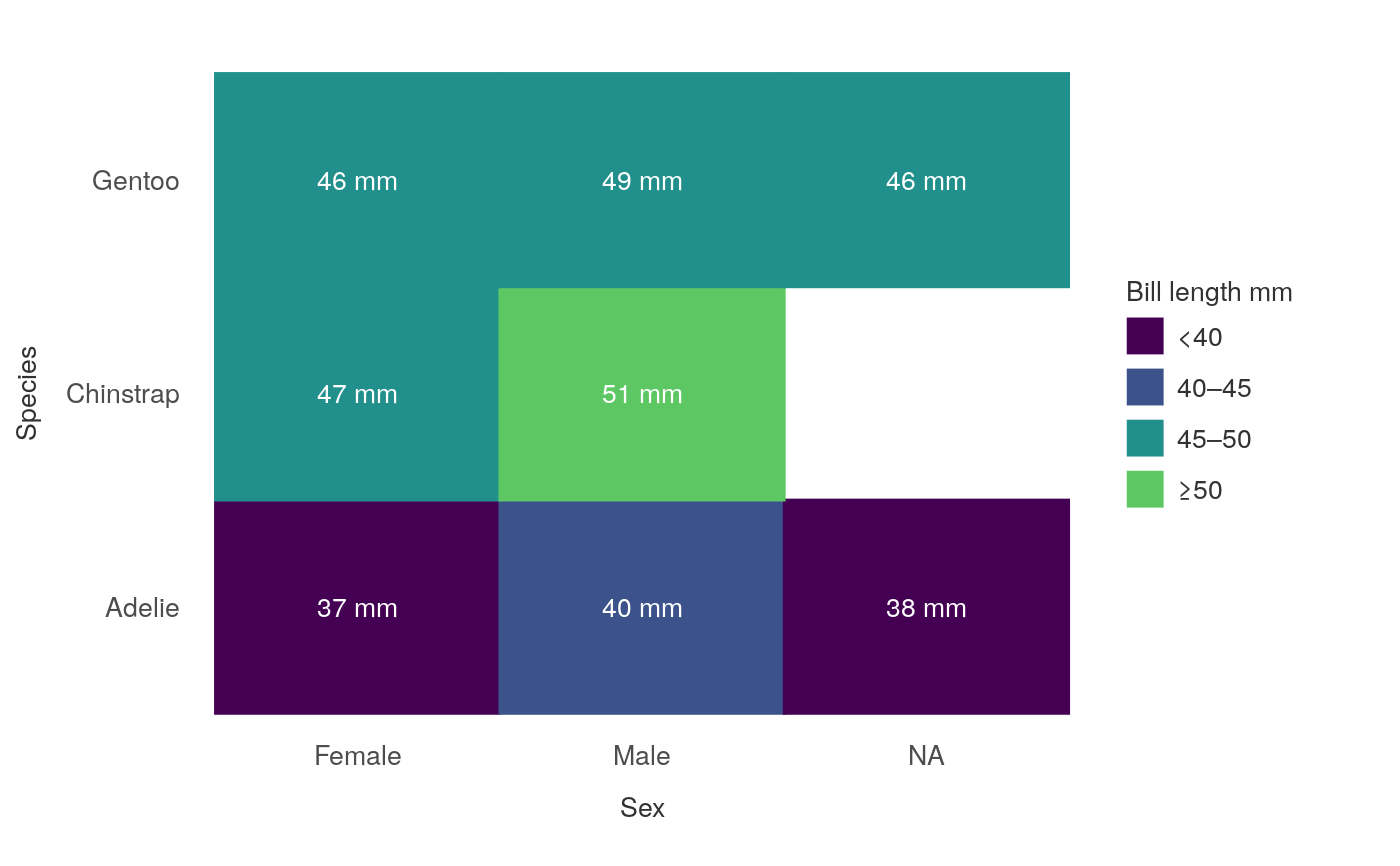 Gentoo
46 mm
49 mm
46 mm
Species
Chinstrap
47 mm
51 mm
Adelie
37 mm
40 mm
38 mm
Female
Male
NA
Sex
Bill length mm
<40
40–45
45–50
≥50